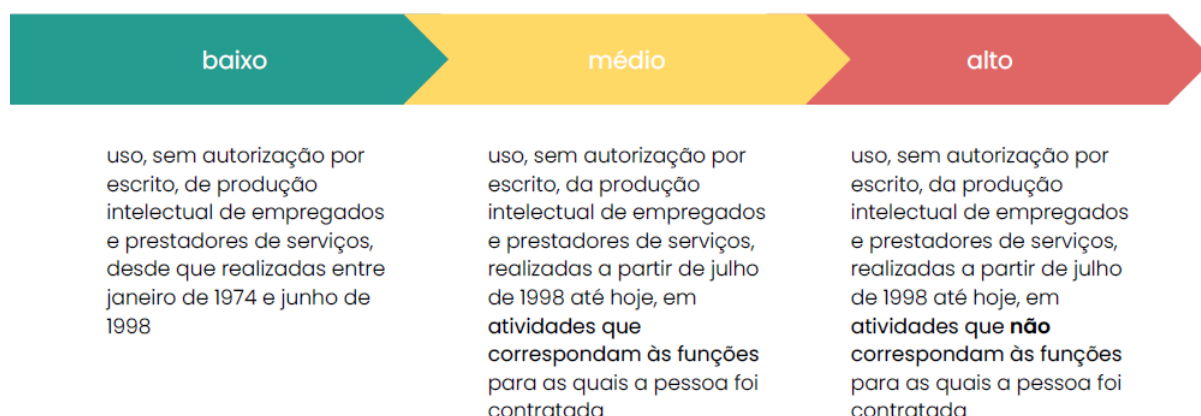 baixo
médio
alto
uso, sem autorização por
escrito, de produção
intelectual de empregados
e prestadores de serviços,
desde que realizadas entre
janeiro de 1974 e junho de
1998
uso, sem autorização por
escrito, da produção
intelectual de empregados
e prestadores de serviços,
realizadas a partir de julho
de 1998 até hoje, em
atividades que
correspondam às funções
para as quais a pessoa foi
contratada
uso, sem autorização por
escrito, da produção
intelectual de empregados
e prestadores de serviços,
realizadas a partir de julho
de 1998 até hoje, em
atividades que não
correspondam às funções
para as quais a pessoa foi
contratada